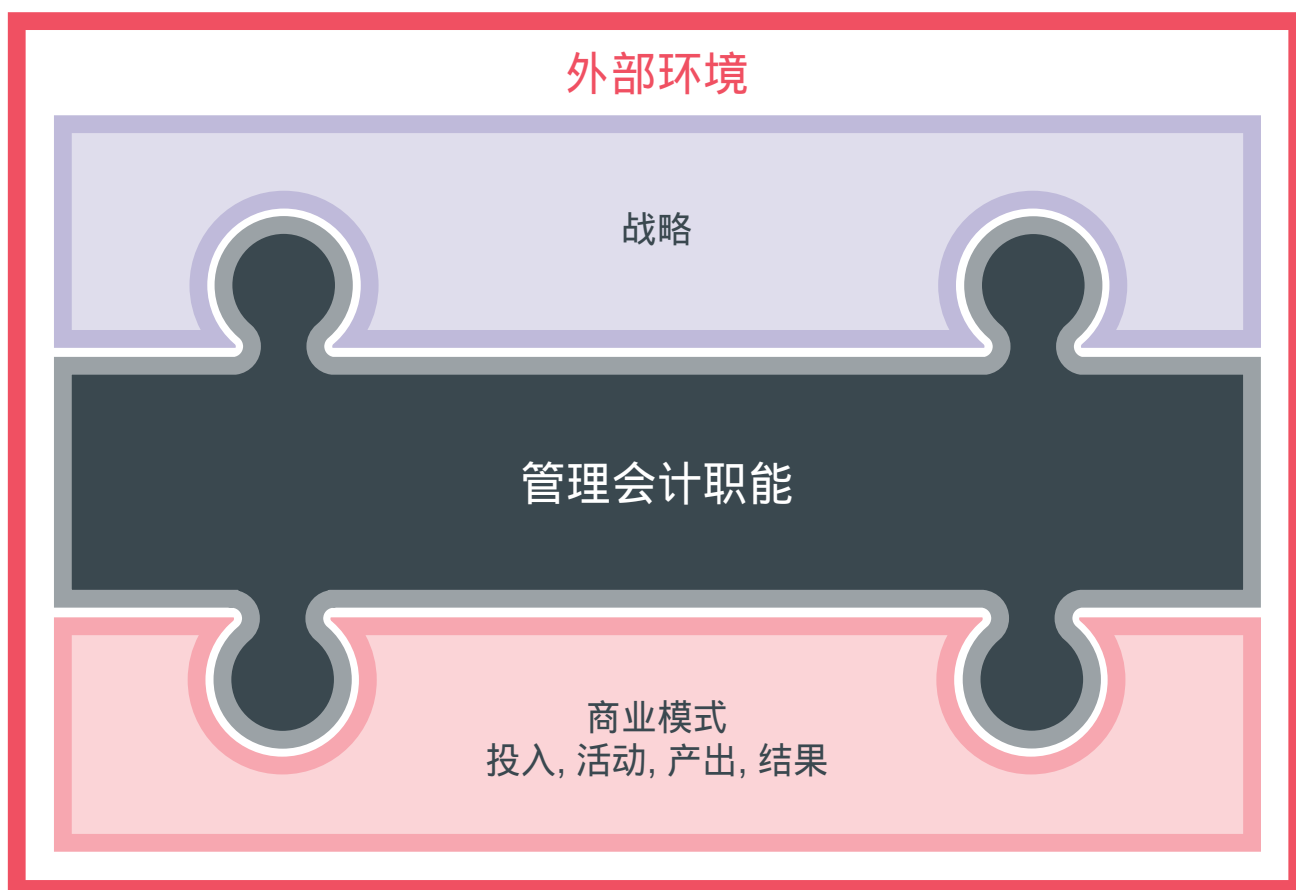 外部环境
战略
管理会计职能
商业模式
投入, 活动, 产出, 结果